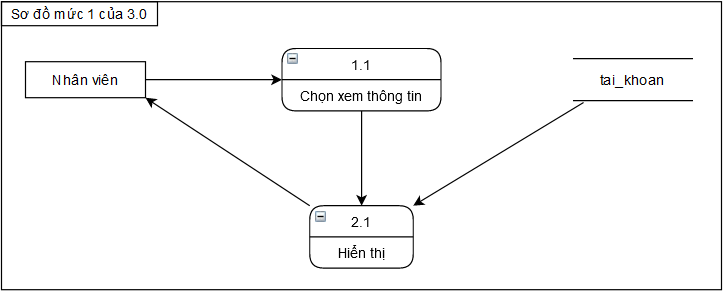 Sơ đồ mức 1 của 3.0
1.1
Nhân viên
Chọn xem thông tin
tai_khoan
2.1
Hiển thị